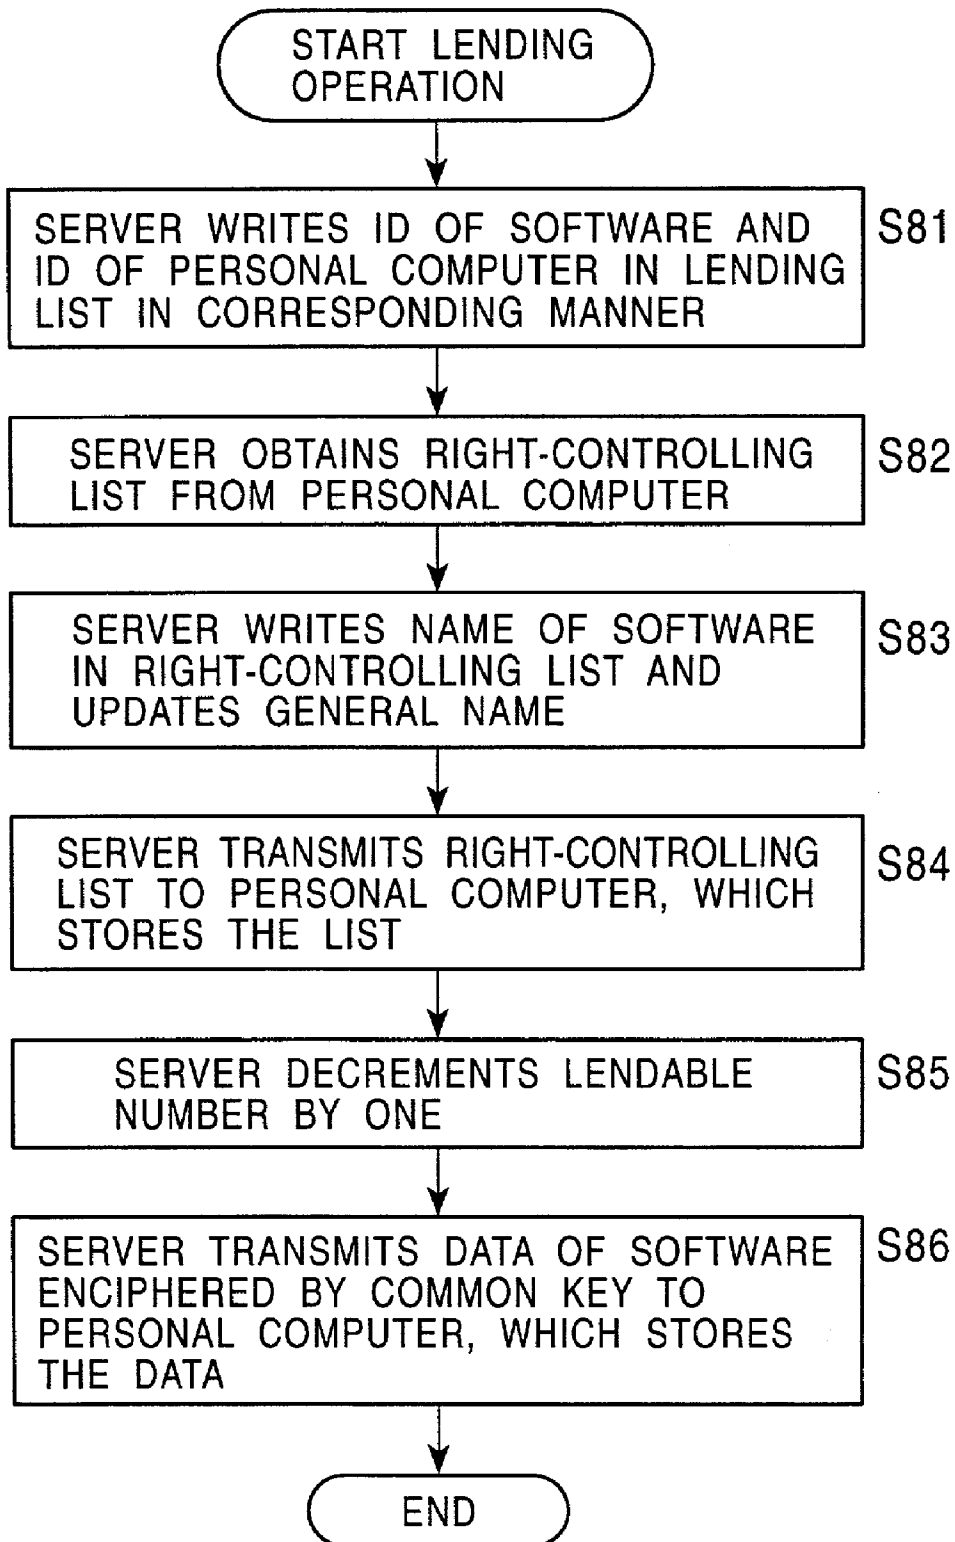 START LENDING
OPERATION
SERVER WRITES ID OF SOFTWARE AND
ID OF PERSONAL COMPUTER IN LENDING
LIST IN CORRESPONDING MANNER
S81
SERVER OBTAINS RIGHT-CONTROLLING
LIST FROM PERSONAL COMPUTER
S82
SERVER WRITES NAME OF SOFTWARE
IN RIGHT-CONTROLLING LIST AND
UPDATES GENERAL NAME
S83
SERVER TRANSMITS RIGHT-CONTROLLING
LIST TO PERSONAL COMPUTER, WHICH
STORES THE LIST
S84
SERVER DECREMENTS LENDABLE
NUMBER BY ONE
S85
SERVER TRANSMITS DATA OF SOFTWARE
ENCIPHERED BY COMMON KEY TO
PERSONAL COMPUTER, WHICH STORES
THE DATA
S86
END